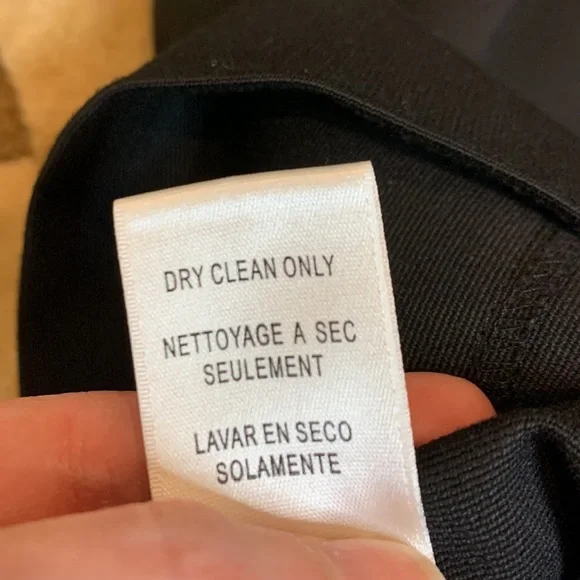 DRY CLEAN ONLY
NETTOYAGE A SEC
SEULEMENT
LAVAR EN SECO
SOLAMENTE